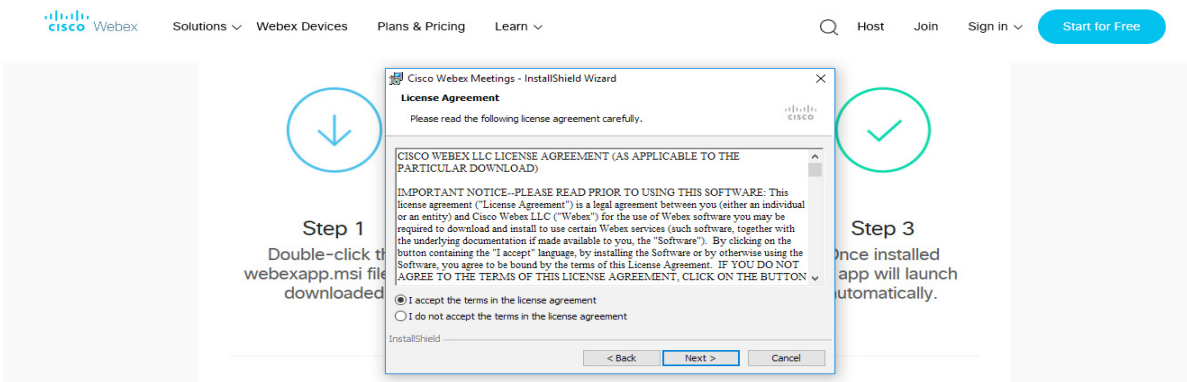 cisco Webex Solutions Webex Devices Plans & Pricing Learn Host Join Sign in Start for Free
Cisco Webex Meetings - InstallShield Wizard
License Agreement
Please read the following license agreement carefully.
cisco
CISCO WEBEX LLC LICENSE AGREEMENT (AS APPLICABLE TO THE
PARTICULAR DOWNLOAD)
IMPORTANT NOTICE--PLEASE READ PRIOR TO USING THIS SOFTWARE: This
license agreement ("License Agreement") is a legal agreement between you (either an individual
or an entity) and Cisco Webex LLC ("Webex") for the use of Webex software you may be
required to download and install to use certain Webex services (such software, together with
the underlying documentation if made available to you, the "Software"). By clicking on the
button containing the "I accept" language, by installing the Software or by otherwise using the
Software, you agree to be bound by the terms of this License Agreement. IF YOU DO NOT
AGREE TO THE TERMS OF THIS LICENSE AGREEMENT, CLICK ON THE BUTTON
I accept the terms in the license agreement
I do not accept the terms in the license agreement
InstallShield
< Back Next > Cancel
Step 1
Double-click th
webexapp.msi file
downloaded
Step 3
Once installed
app will launch
automatically.